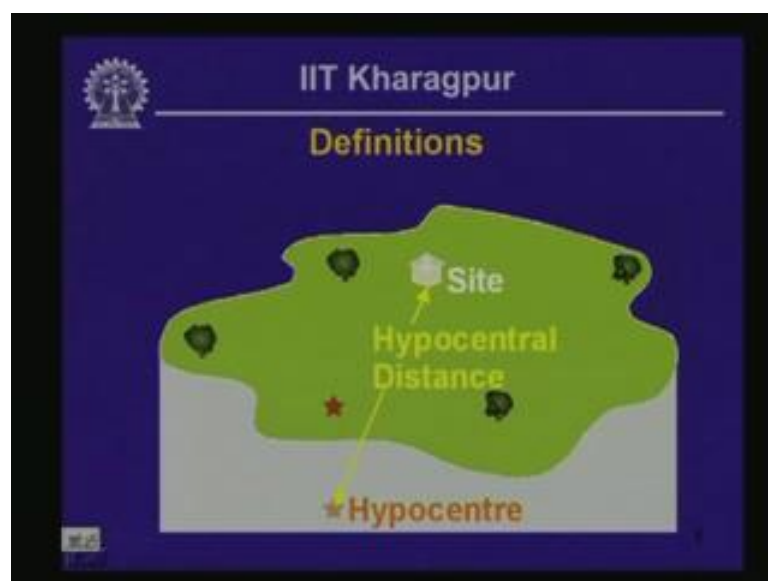 IIT Kharagpur
Definitions
Site
Hypocentral
Distance
Hypocentre